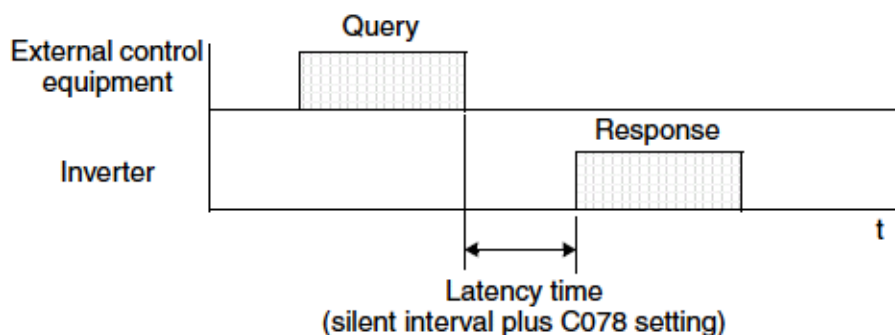 Query
External control
equipment
Response
Inverter
t
Latency time
(silent interval plus C078 setting)